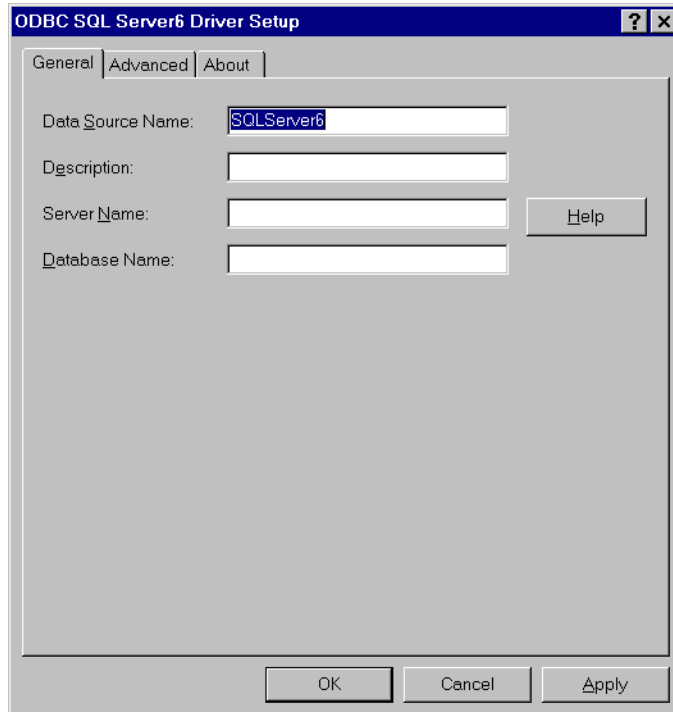 ODBC SQL Server6 Driver Setup
General Advanced About
Data Source Name: SQLServer6
Description:
Server Name:
Help
Database Name:
OK Cancel Apply